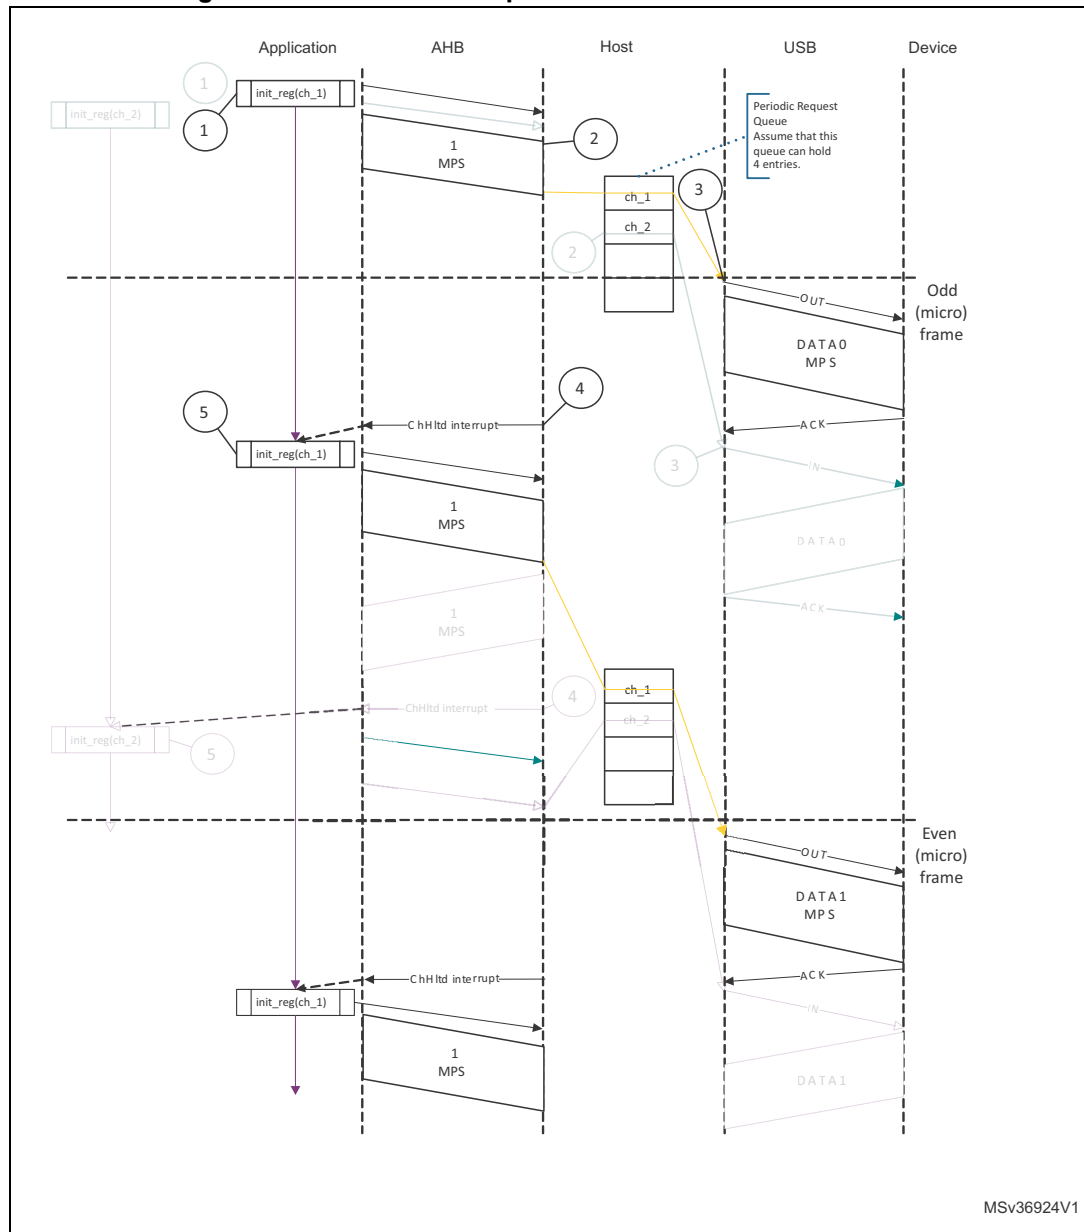 Application AHB Host USB Device
1
init_reg(ch_1)
init_reg(ch_2)
1
Periodic Request
Queue
Assume that this
queue can hold
4 entries.
1
MPS
2
3
ch_1
ch_2
2
Odd
(micro)
frame
OUT
DATA0
MPS
4
5
ChHltd interrupt
ACK
init_reg(ch_1)
3
IN
1
MPS
DATA0
1
MPS
ACK
ch_1
4
ChHltd interrupt
ch_2
init_reg(ch_2)
5
Even
(micro)
frame
OUT
DATA1
MPS
ChHltd interrupt
ACK
init_reg(ch_1)
IN
1
MPS
DATA1
MSv36924V1